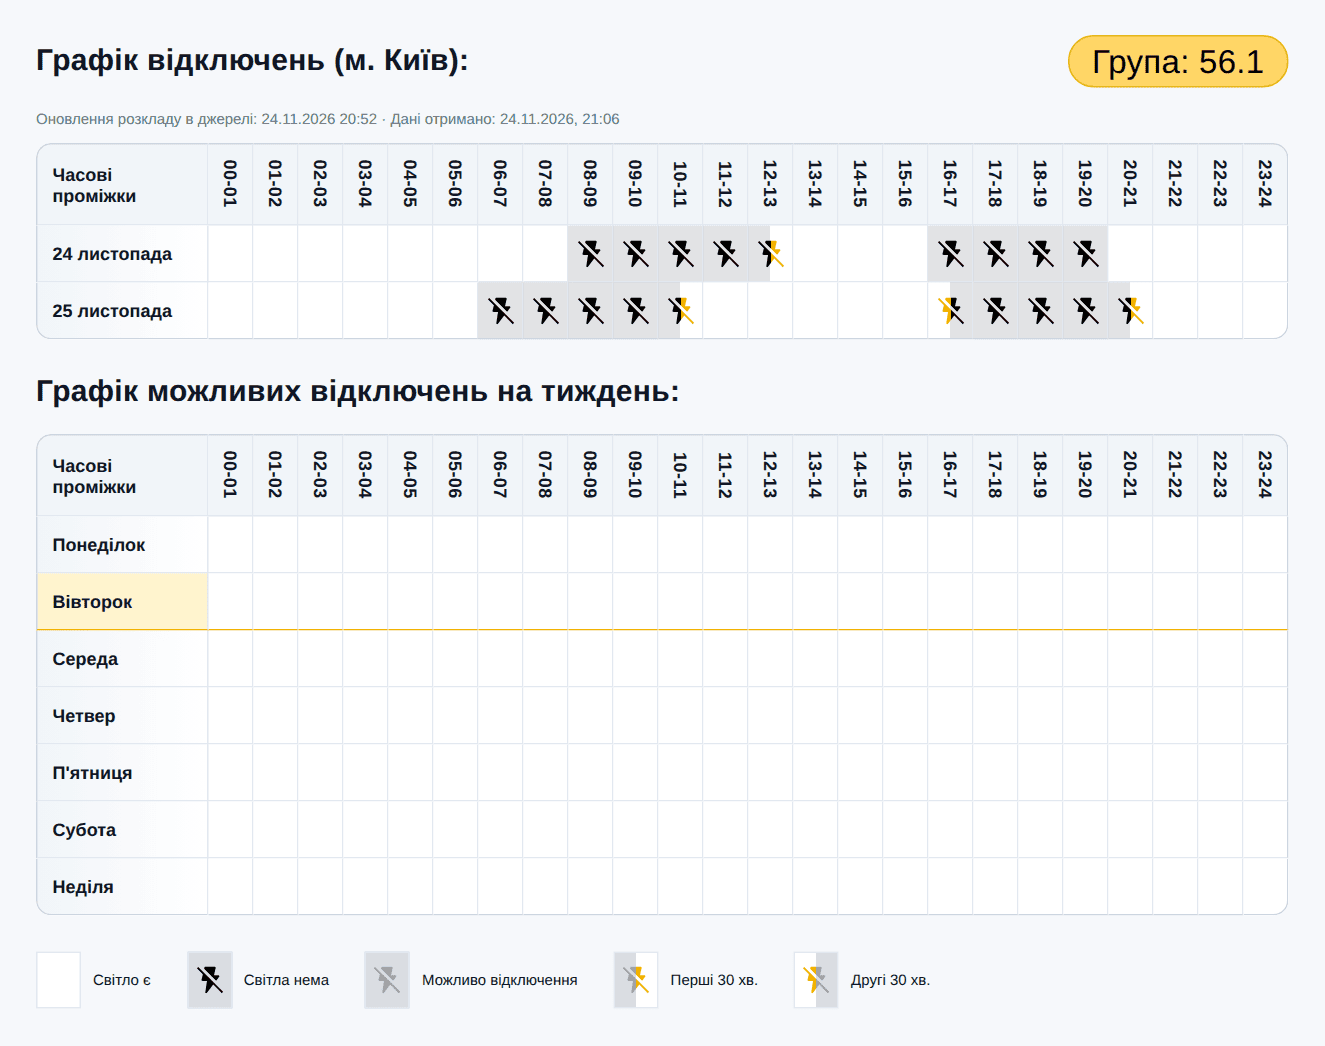 Графік відключень (м. Київ):
Група: 56.1
Оновлення розкладу в джерелі: 24.11.2026 20:52 · Дані отримано: 24.11.2026, 21:06
Часові
проміжки
00-01 01-02 02-03 03-04 04-05 05-06 06-07 07-08 08-09 09-10 10-11 11-12 12-13 13-14 14-15 15-16 16-17 17-18 18-19 19-20 20-21 21-22 22-23 23-24
24 листопада
25 листопада
Графік можливих відключень на тиждень:
Часові
проміжки
00-01 01-02 02-03 03-04 04-05 05-06 06-07 07-08 08-09 09-10 10-11 11-12 12-13 13-14 14-15 15-16 16-17 17-18 18-19 19-20 20-21 21-22 22-23 23-24
Понеділок
Вівторок
Середа
Четвер
П'ятниця
Субота
Неділя
Світло є Світла нема Можливо відключення Перші 30 хв. Другі 30 хв.